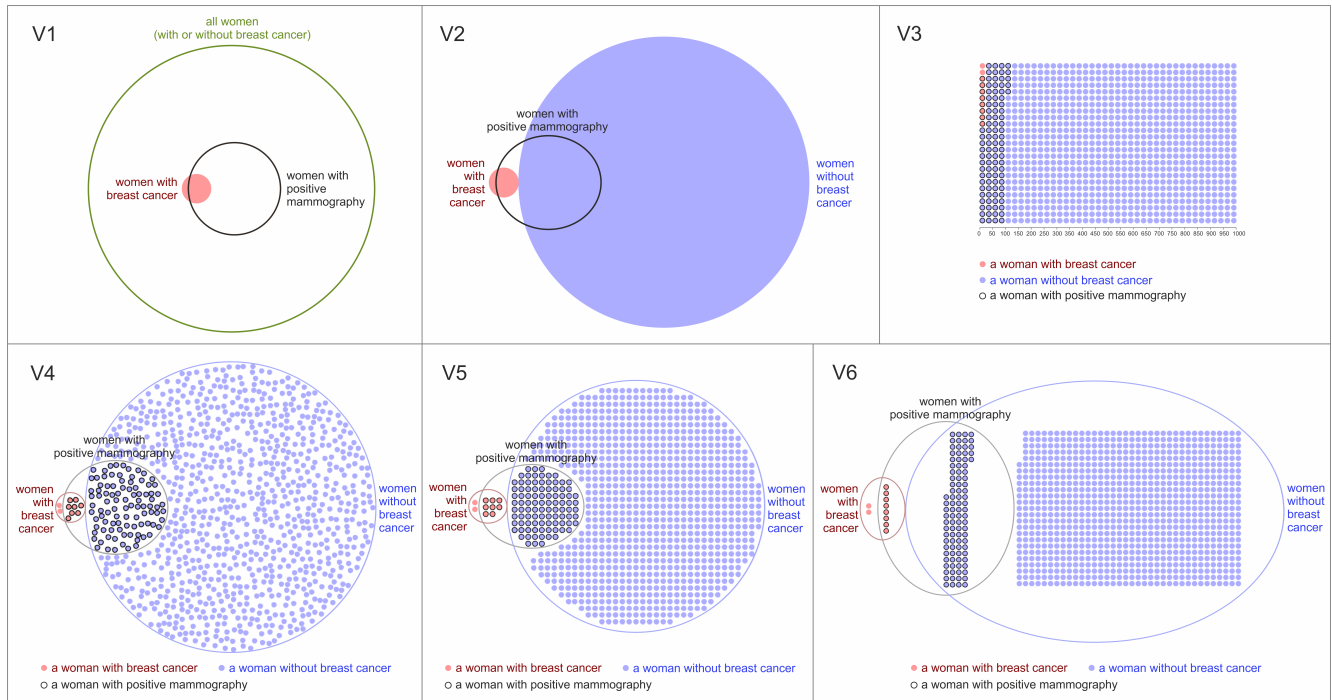 V1
all women
(with or without breast cancer)
women with
breast cancer
women with
positive
mammography
V2
women with
positive mammography
women
with
breast
cancer
women
without
breast
cancer
V3
0 50 100 150 200 250 300 350 400 450 500 550 600 650 700 750 800 850 900 950 1000
a woman with breast cancer
a woman without breast cancer
a woman with positive mammography
V4
women with
positive mammography
women
with
breast
cancer
women
without
breast
cancer
a woman with breast cancer
a woman without breast cancer
a woman with positive mammography
V5
women with
positive mammography
women
with
breast
cancer
women
without
breast
cancer
a woman with breast cancer
a woman without breast cancer
a woman with positive mammography
V6
women with
positive mammography
women
with
breast
cancer
women
without
breast
cancer
a woman with breast cancer
a woman without breast cancer
a woman with positive mammography